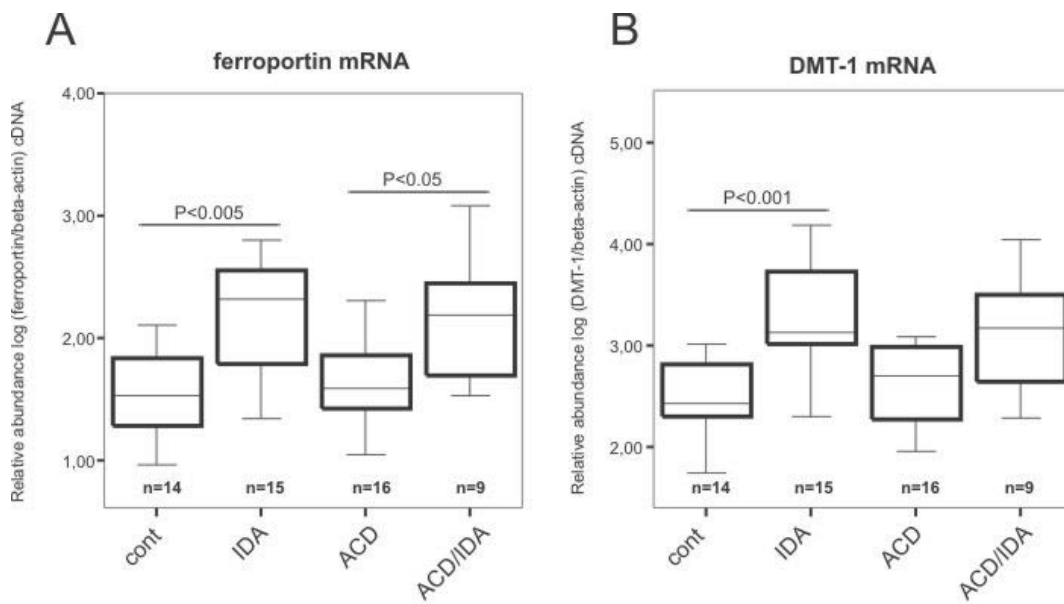 A
ferroportin mRNA
Relative abundance log (ferroportin/beta-actin) cDNA
4,00
3,00
2,00
1,00
P<0.005
P<0.05
n=14
n=15
n=16
n=9
cont
IDA
ACD
ACD/IDA
B
DMT-1 mRNA
Relative abundance log (DMT-1/beta-actin) cDNA
5,00
4,00
3,00
2,00
P<0.001
n=14
n=15
n=16
n=9
cont
IDA
ACD
ACD/IDA